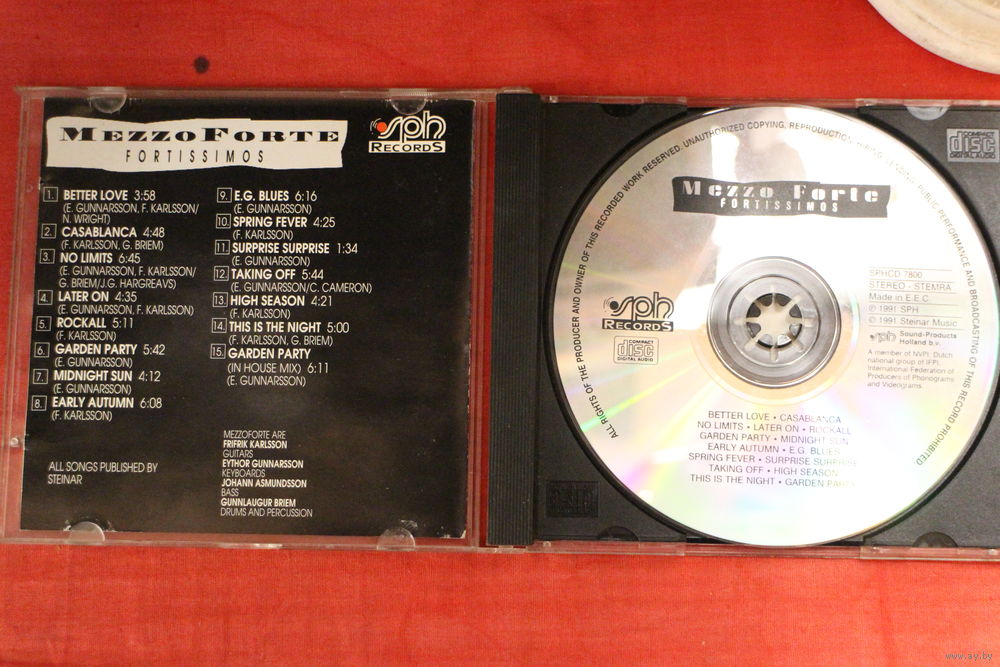 MEZZOFORTE
FORTISSIMOS
sph
RECORDS
1. BETTER LOVE 3:58
(E. GUNNARSSON, F. KARLSSON/
N. WRIGHT)
2. CASABLANCA 4:48
(F. KARLSSON, G. BRIEM)
3. NO LIMITS 6:45
(E. GUNNARSSON, F. KARLSSON/
G. BRIEM/J.G. HARGREAVS)
4. LATER ON 4:35
(E. GUNNARSSON, F. KARLSSON)
5. ROCKALL 5:11
(F. KARLSSON)
6. GARDEN PARTY 5:42
(E. GUNNARSSON)
7. MIDNIGHT SUN 4:12
(E. GUNNARSSON)
8. EARLY AUTUMN 6:08
(F. KARLSSON)
9. E.G. BLUES 6:16
(E. GUNNARSSON)
10. SPRING FEVER 4:25
(F. KARLSSON)
11. SURPRISE SURPRISE 1:34
(E. GUNNARSSON)
12. TAKING OFF 5:44
(E. GUNNARSSON/C. CAMERON)
13. HIGH SEASON 4:21
(F. KARLSSON)
14. THIS IS THE NIGHT 5:00
(F. KARLSSON, G. BRIEM)
15. GARDEN PARTY
(IN HOUSE MIX) 6:11
(E. GUNNARSSON)
ALL SONGS PUBLISHED BY
STEINAR
MEZZOFORTE ARE
FRIFRIK KARLSSON
GUITARS
EYTHOR GUNNARSSON
KEYBOARDS
JOHANN ASMUNDSSON
BASS
GUNNLAUGUR BRIEM
DRUMS AND PERCUSSION
ALL RIGHTS OF THE PRODUCER AND OWNER OF THIS RECORDED WORK RESERVED. UNAUTHORIZED COPYING, REPRODUCTION, HIRING, LENDING, PUBLIC PERFORMANCE AND BROADCASTING OF THIS RECORD PROHIBITED
Mezzo Forte
FORTISSIMOS
sph
RECORDS
COMPACT
disc
DIGITAL AUDIO
SPHCD 7800
STEREO - STEMRA
Made in E.E.C.
℗ 1991 SPH
© 1991 Steinar Music
sph Sound-Products
Holland b.v.
A member of NVPI, Dutch
national group of IFPI,
International Federation of
Producers of Phonograms
and Videograms.
BETTER LOVE • CASABLANCA
NO LIMITS • LATER ON • ROCKALL
GARDEN PARTY • MIDNIGHT SUN
EARLY AUTUMN • E.G. BLUES
SPRING FEVER • SURPRISE SURPRISE
TAKING OFF • HIGH SEASON
THIS IS THE NIGHT • GARDEN PARTY
COMPACT
disc
DIGITAL AUDIO
www.ay.by